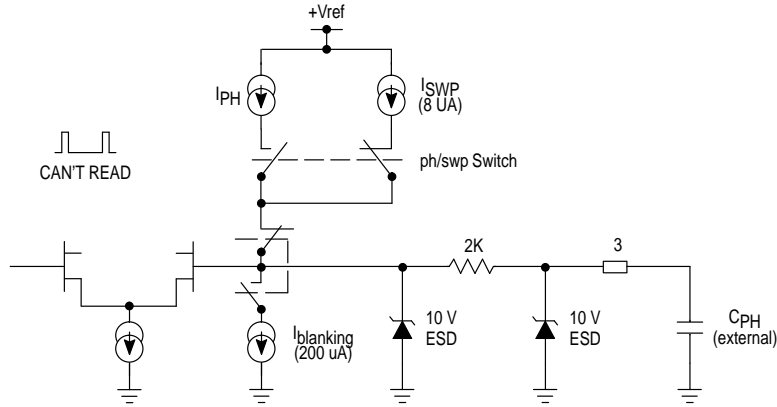 +Vref
IPH
ISWP
(8 UA)
ph/swp Switch
CAN'T READ
2K
3
10 V
ESD
10 V
ESD
Iblanking
(200 uA)
CPH
(external)